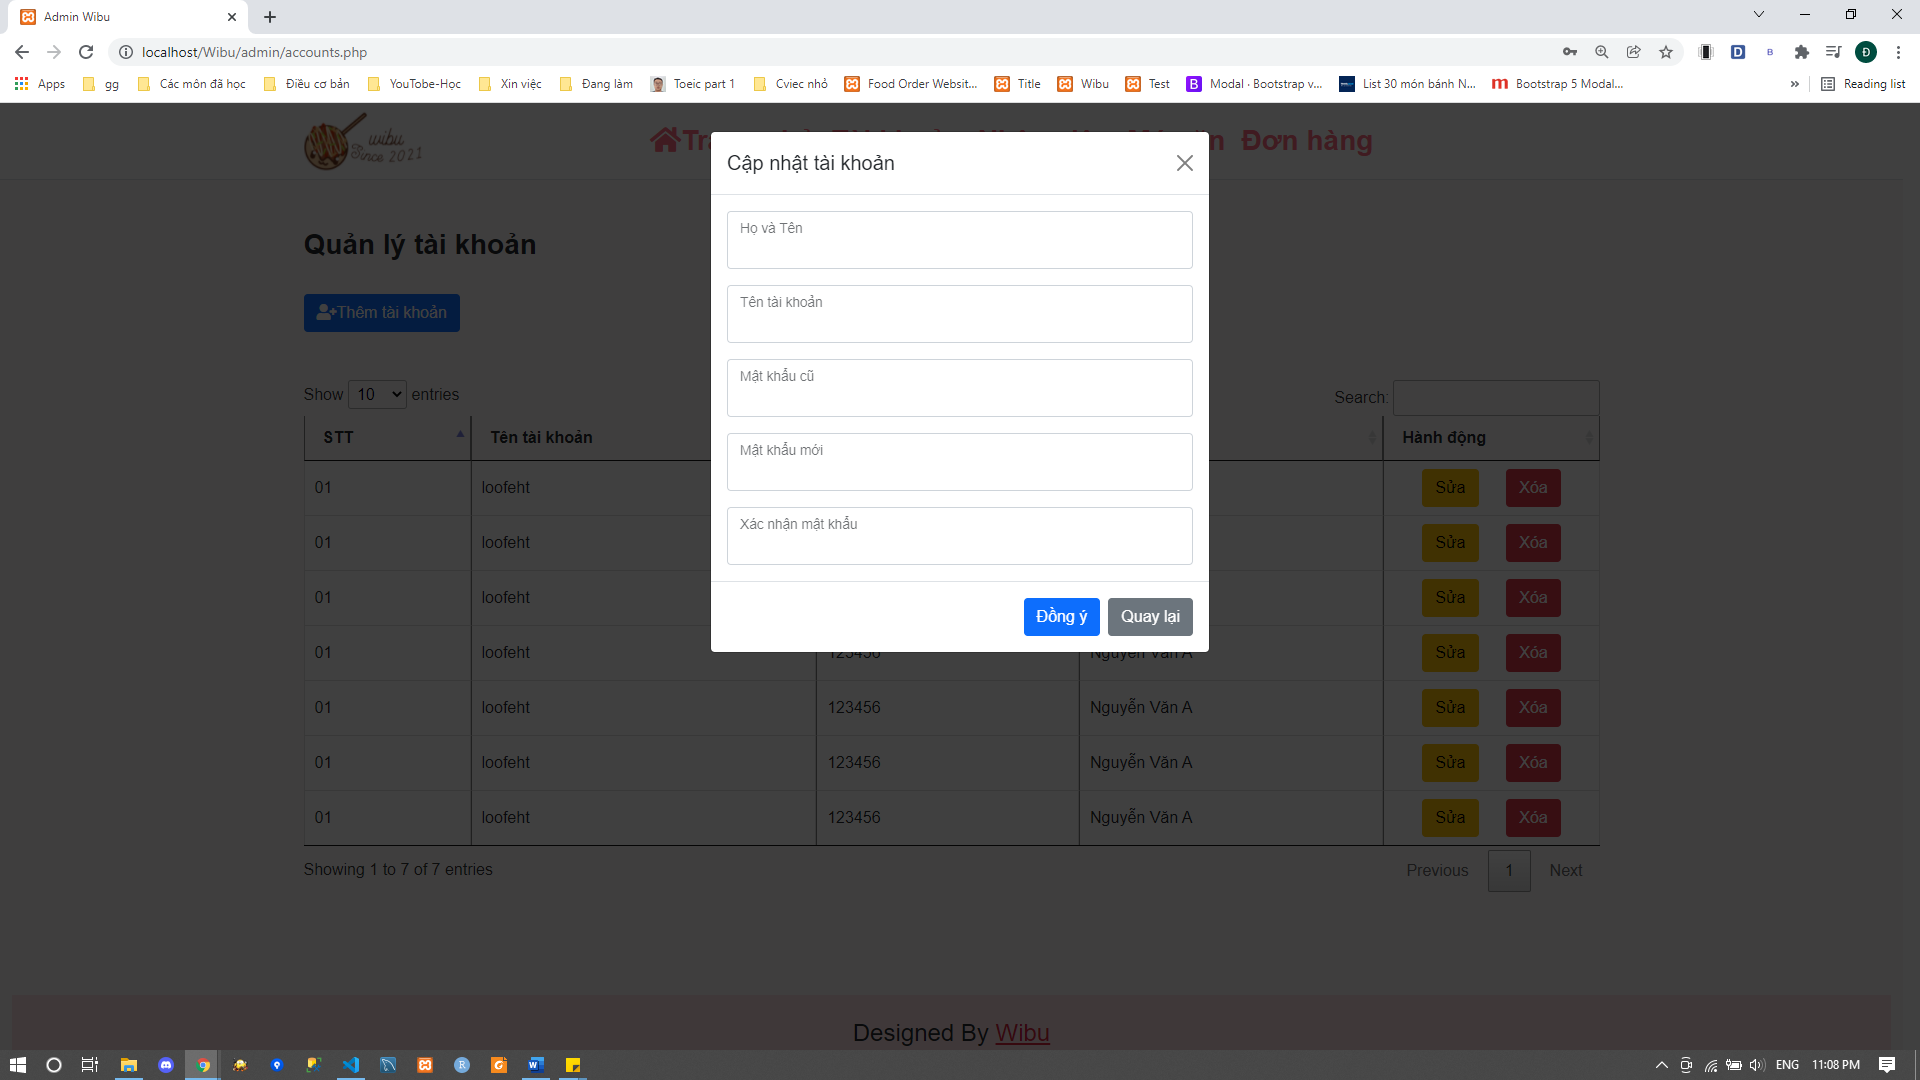 Admin Wibu
localhost/Wibu/admin/accounts.php
Apps gg Các môn đã học Điều cơ bản YouTobe-Học Xin việc Đang làm Toeic part 1 Cviec nhỏ Food Order Websit... Title Wibu Test Modal · Bootstrap v... List 30 món bánh N... Bootstrap 5 Modal... » Reading list
wibu
Since 2021
Đơn hàng
Cập nhật tài khoản
Họ và Tên
Tên tài khoản
Mật khẩu cũ
Mật khẩu mới
Xác nhận mật khẩu
Đồng ý Quay lại
Quản lý tài khoản
Thêm tài khoản
Show 10 entries Search:
STT Tên tài khoản Hành động
01 loofeht Sửa Xóa
01 loofeht Sửa Xóa
01 loofeht Sửa Xóa
01 loofeht 123456 Nguyễn Văn A Sửa Xóa
01 loofeht 123456 Nguyễn Văn A Sửa Xóa
01 loofeht 123456 Nguyễn Văn A Sửa Xóa
01 loofeht 123456 Nguyễn Văn A Sửa Xóa
Showing 1 to 7 of 7 entries Previous 1 Next
Designed By Wibu
ENG 11:08 PM